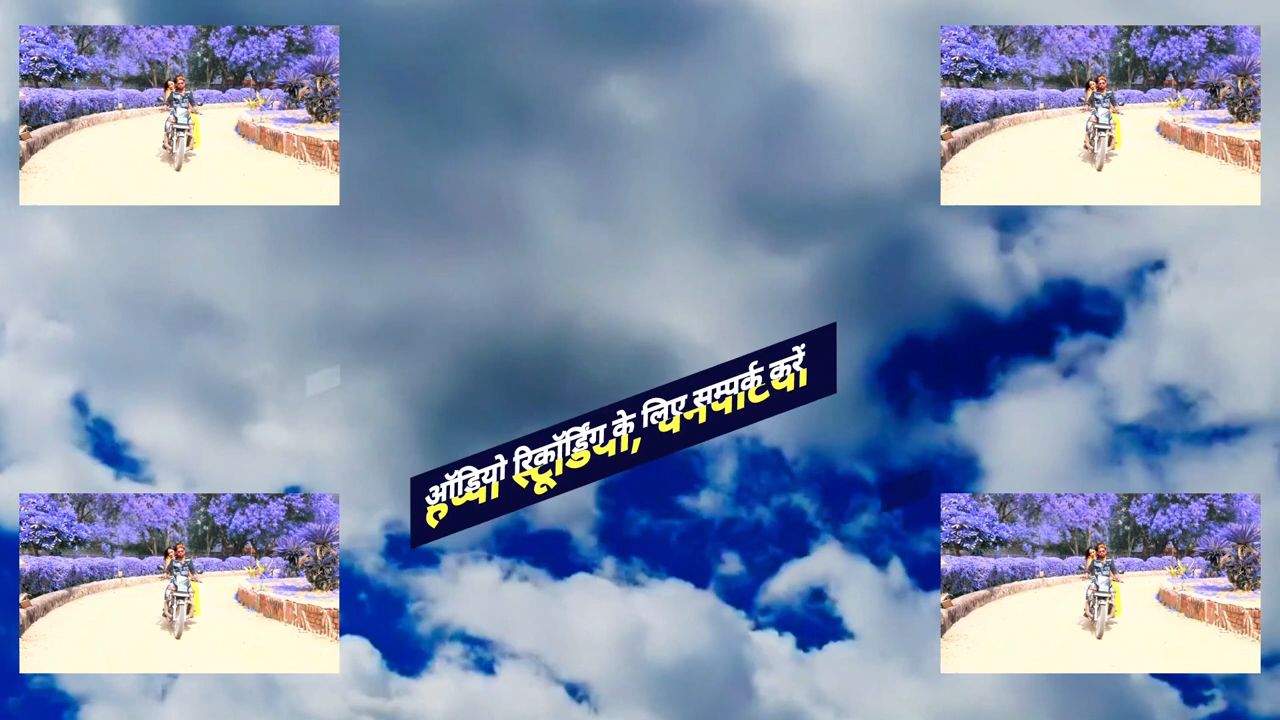 ऑडियो रिकॉर्डिंग के लिए सम्पर्क करें
स्टूडियो,